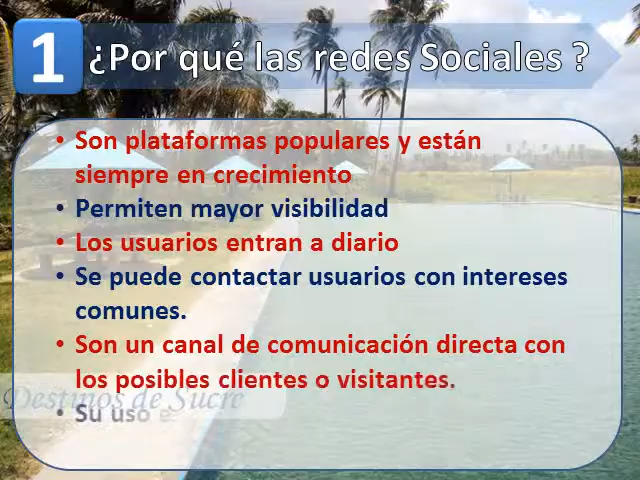 1 ¿Por qué las redes Sociales ?
• Son plataformas populares y están
siempre en crecimiento
• Permiten mayor visibilidad
• Los usuarios entran a diario
• Se puede contactar usuarios con intereses
comunes.
• Son un canal de comunicación directa con
los posibles clientes o visitantes.
Destinos de Sucre
• Su uso